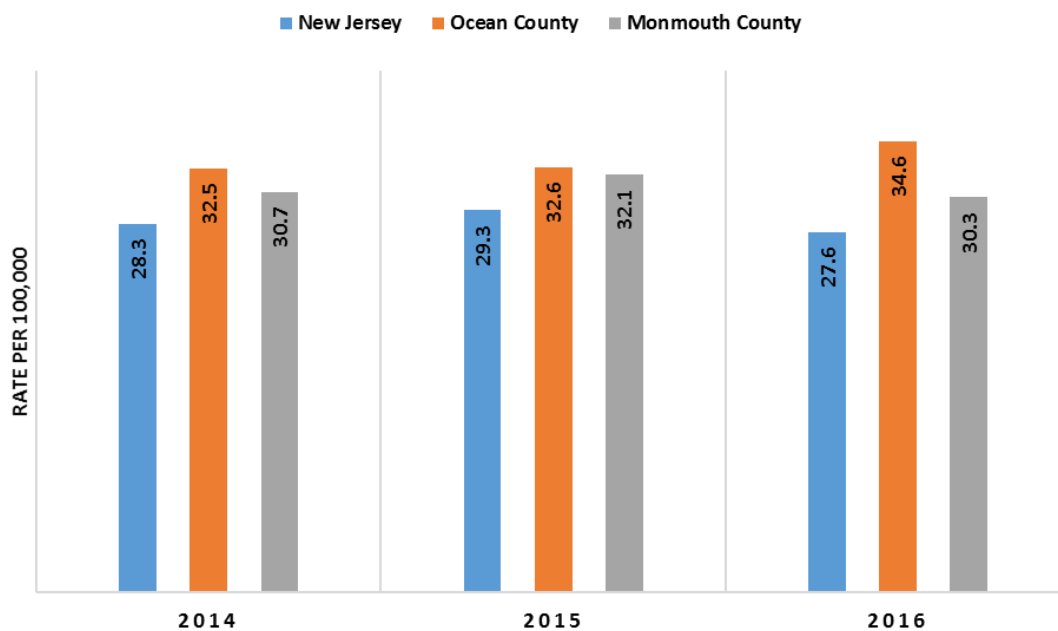 New Jersey Ocean County Monmouth County
RATE PER 100,000
28.3 32.5 30.7 29.3 32.6 32.1 27.6 34.6 30.3
2014 2015 2016